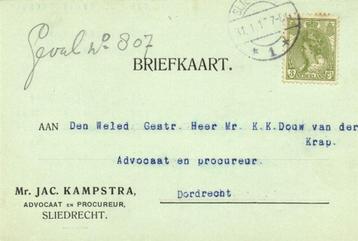 Geval no 807
BRIEFKAART.
AAN Den Weled Gestr. Heer Mr. K.K.Douw van der
Krap.
Advocaat en procureur.
Dordrecht
Mr. JAC. KAMPSTRA,
ADVOCAAT EN PROCUREUR,
SLIEDRECHT.